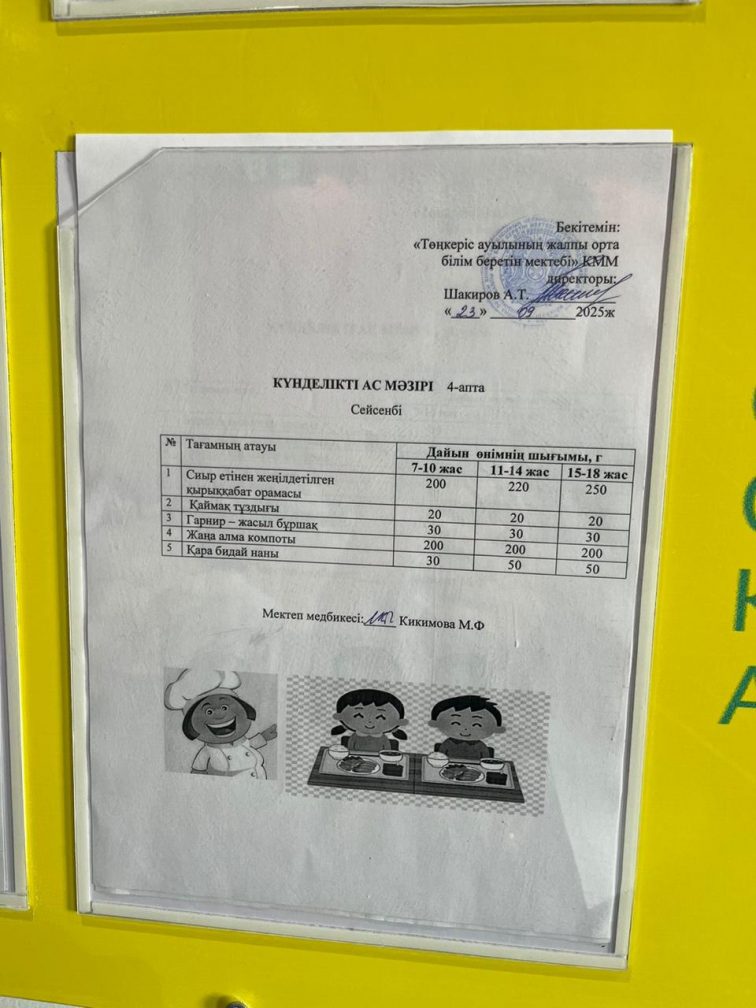 Бекітемін:
«Төңкеріс ауылының жалпы орта
білім беретін мектебі» КММ
директоры:
Шакиров А.Т.
« 23 » 09 2025ж
КҮНДЕЛІКТІ АС МӘЗІРІ 4-апта
Сейсенбі
№ Тағамның атауы Дайын өнімнің шығымы, г
7-10 жас 11-14 жас 15-18 жас
1 Сиыр етінен жеңілдетілген 200 220 250
қырыққабат орамасы
2 Қаймақ тұздығы 20 20 20
3 Гарнир – жасыл бұршақ 30 30 30
4 Жаңа алма компоты 200 200 200
5 Қара бидай наны 30 50 50
Мектеп медбикесі: Кикимова М.Ф